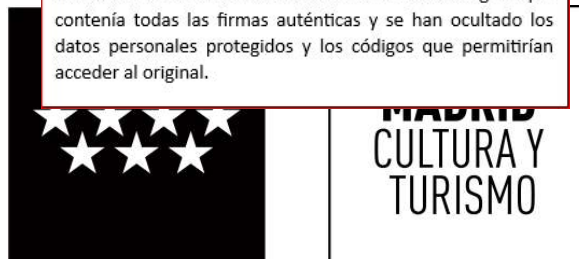 contenía todas las firmas auténticas y se han ocultado los
datos personales protegidos y los códigos que permitirían
acceder al original.
MADRID
CULTURA Y
TURISMO